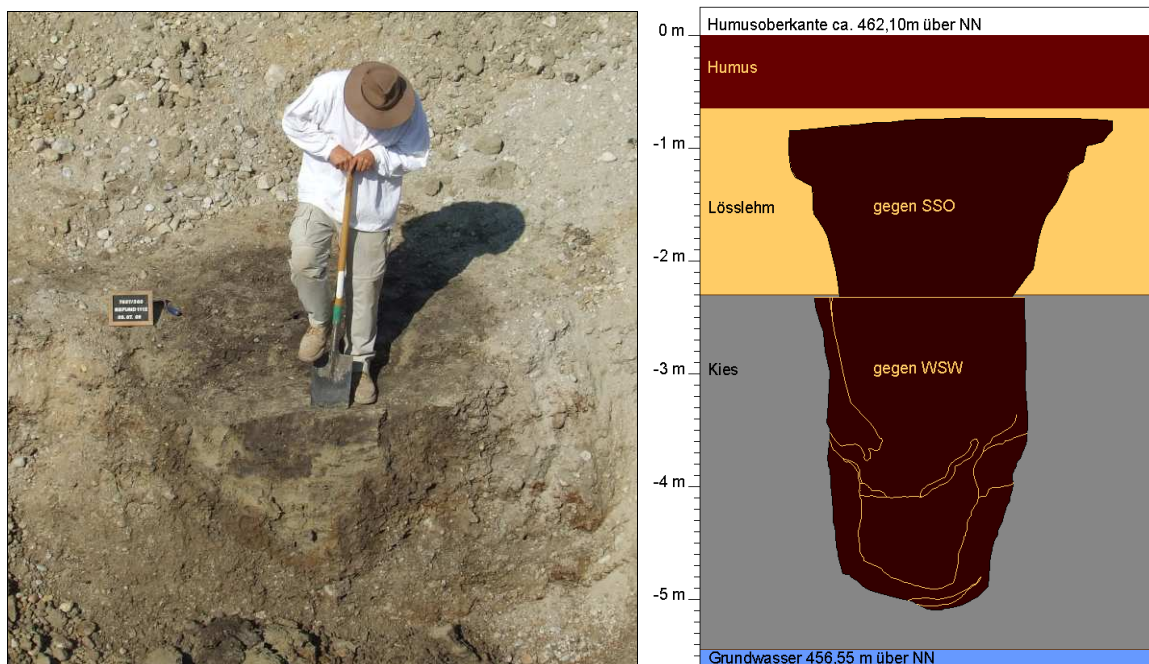 BEFUND
Humusoberkante ca. 462,10m über NN
0 m
Humus
-1 m
Lösslehm
gegen SSO
-2 m
-3 m
Kies
gegen WSW
-4 m
-5 m
Grundwasser 456,55 m über NN